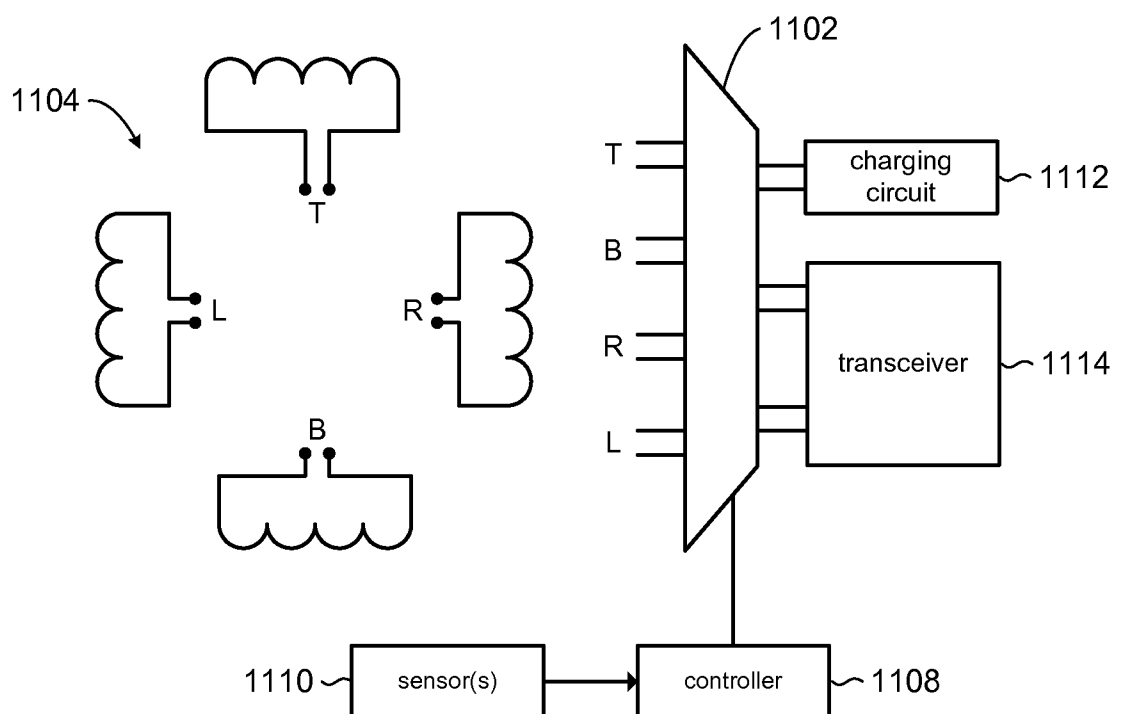 1102
1104
T
charging
circuit
1112
T
B
L
R
R
transceiver
1114
B
L
1110
sensor(s)
controller
1108